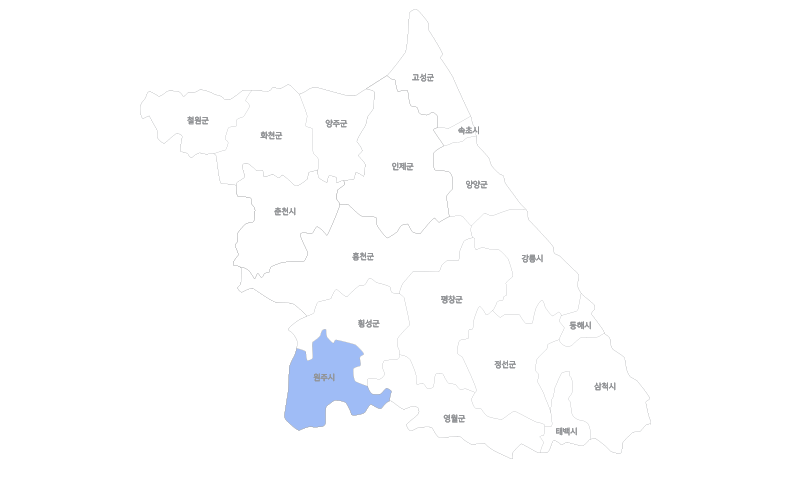 고성군
철원군
양주군
속초시
화천군
인제군
양양군
춘천시
홍천군
강릉시
평창군
횡성군
동해시
정선군
원주시
삼척시
영월군
태백시